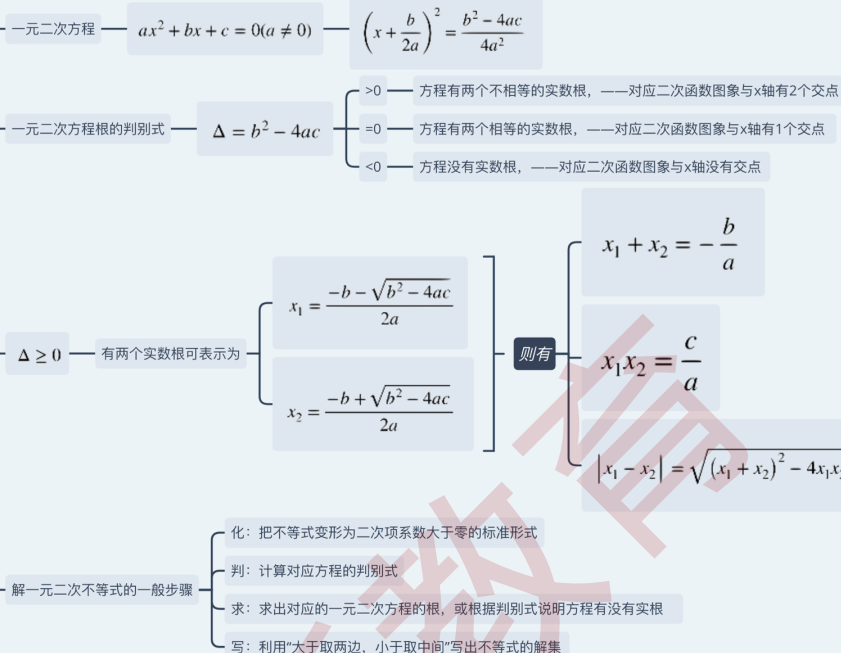 一元二次方程
ax² + bx + c = 0(a ≠ 0)
(x + b/2a)² = (b² − 4ac)/4a²
一元二次方程根的判别式
Δ = b² − 4ac
>0
方程有两个不相等的实数根，——对应二次函数图象与x轴有2个交点
=0
方程有两个相等的实数根，——对应二次函数图象与x轴有1个交点
<0
方程没有实数根，——对应二次函数图象与x轴没有交点
Δ ≥ 0
有两个实数根可表示为
x₁ = (−b − √(b² − 4ac))/2a
x₂ = (−b + √(b² − 4ac))/2a
则有
x₁ + x₂ = − b/a
x₁x₂ = c/a
|x₁ − x₂| = √((x₁ + x₂)² − 4x₁x₂
解一元二次不等式的一般步骤
化：把不等式变形为二次项系数大于零的标准形式
判：计算对应方程的判别式
求：求出对应的一元二次方程的根，或根据判别式说明方程有没有实根
写：利用"大于取两边，小于取中间"写出不等式的解集
教育